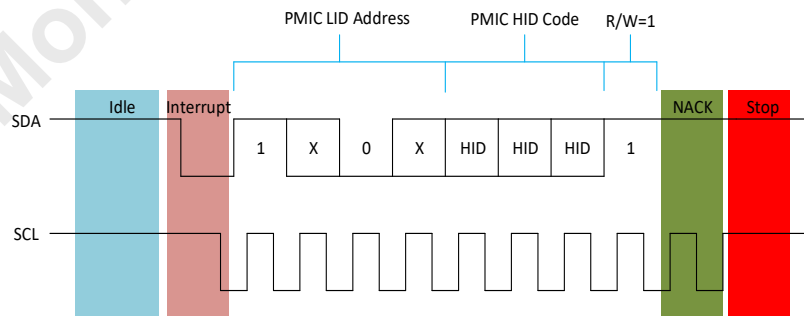 PMIC LID Address PMIC HID Code R/W=1
Idle Interrupt NACK Stop
SDA
1 X 0 X HID HID HID 1
SCL